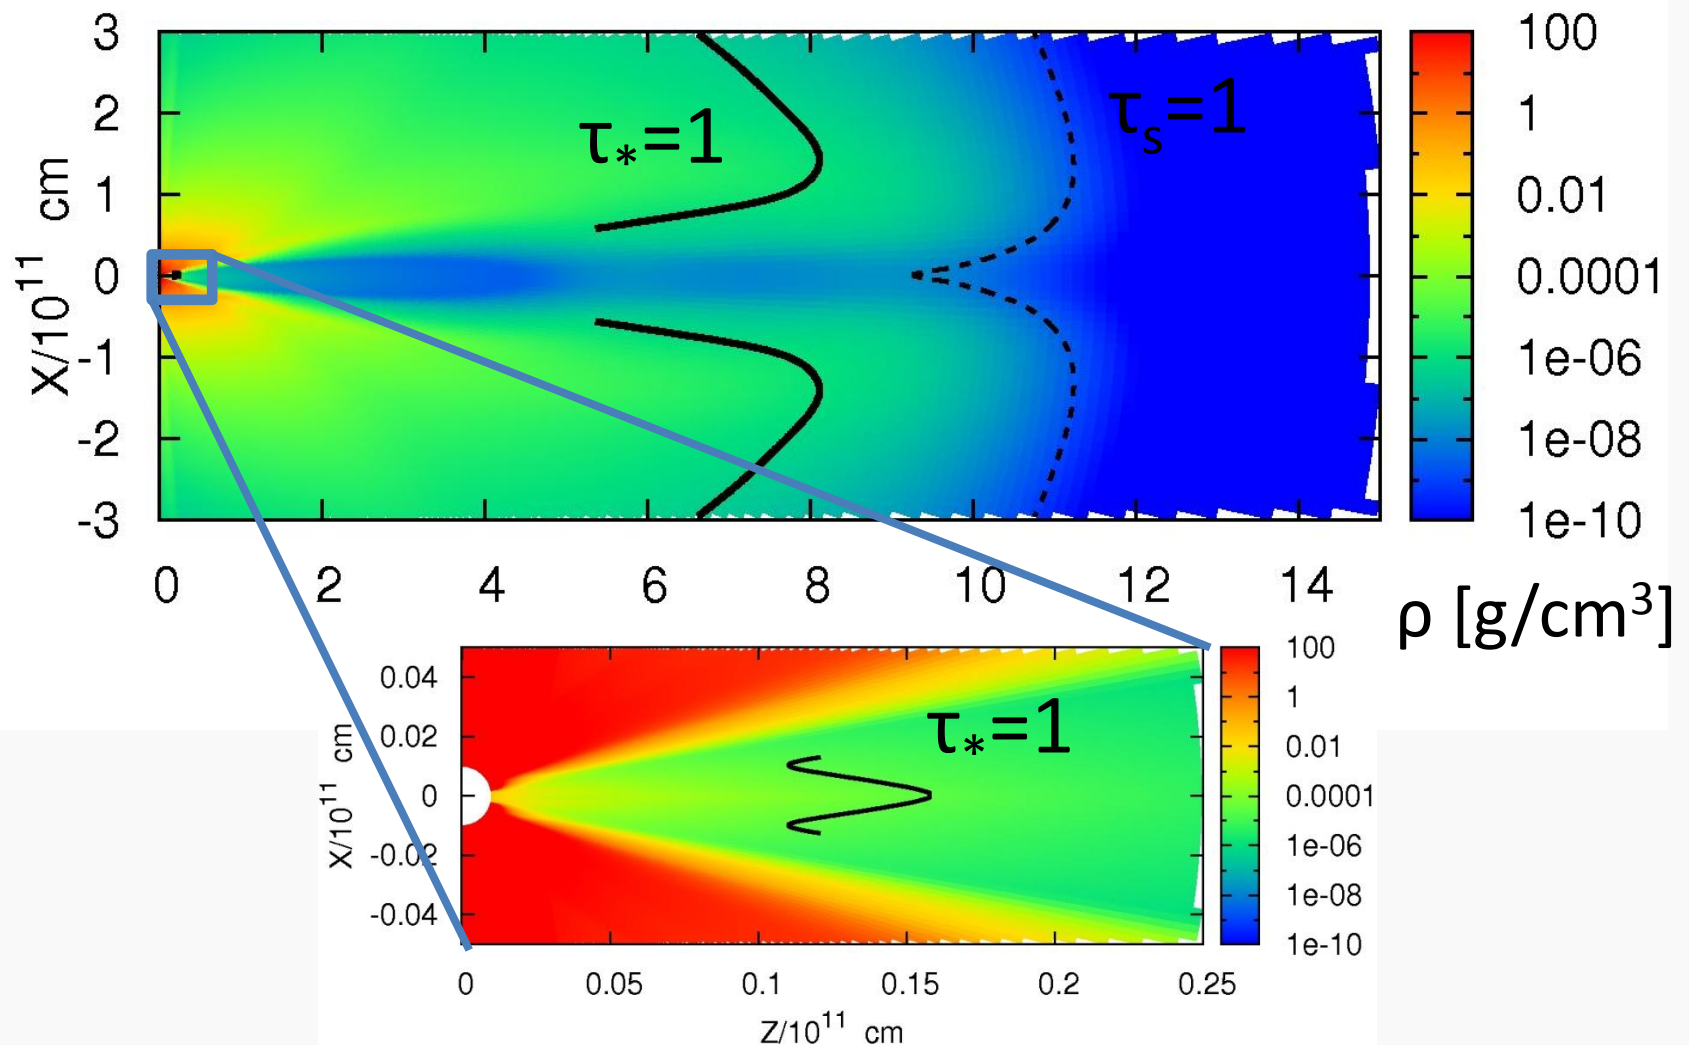 3
2
1
0
-1
-2
-3
X/10¹¹ cm
τ*=1
τₛ=1
100
1
0.01
0.0001
1e-06
1e-08
1e-10
0 2 4 6 8 10 12 14
ρ [g/cm³]
0.04
0.02
0
-0.02
-0.04
X/10¹¹ cm
τ*=1
100
1
0.01
0.0001
1e-06
1e-08
1e-10
0 0.05 0.1 0.15 0.2 0.25
Z/10¹¹ cm